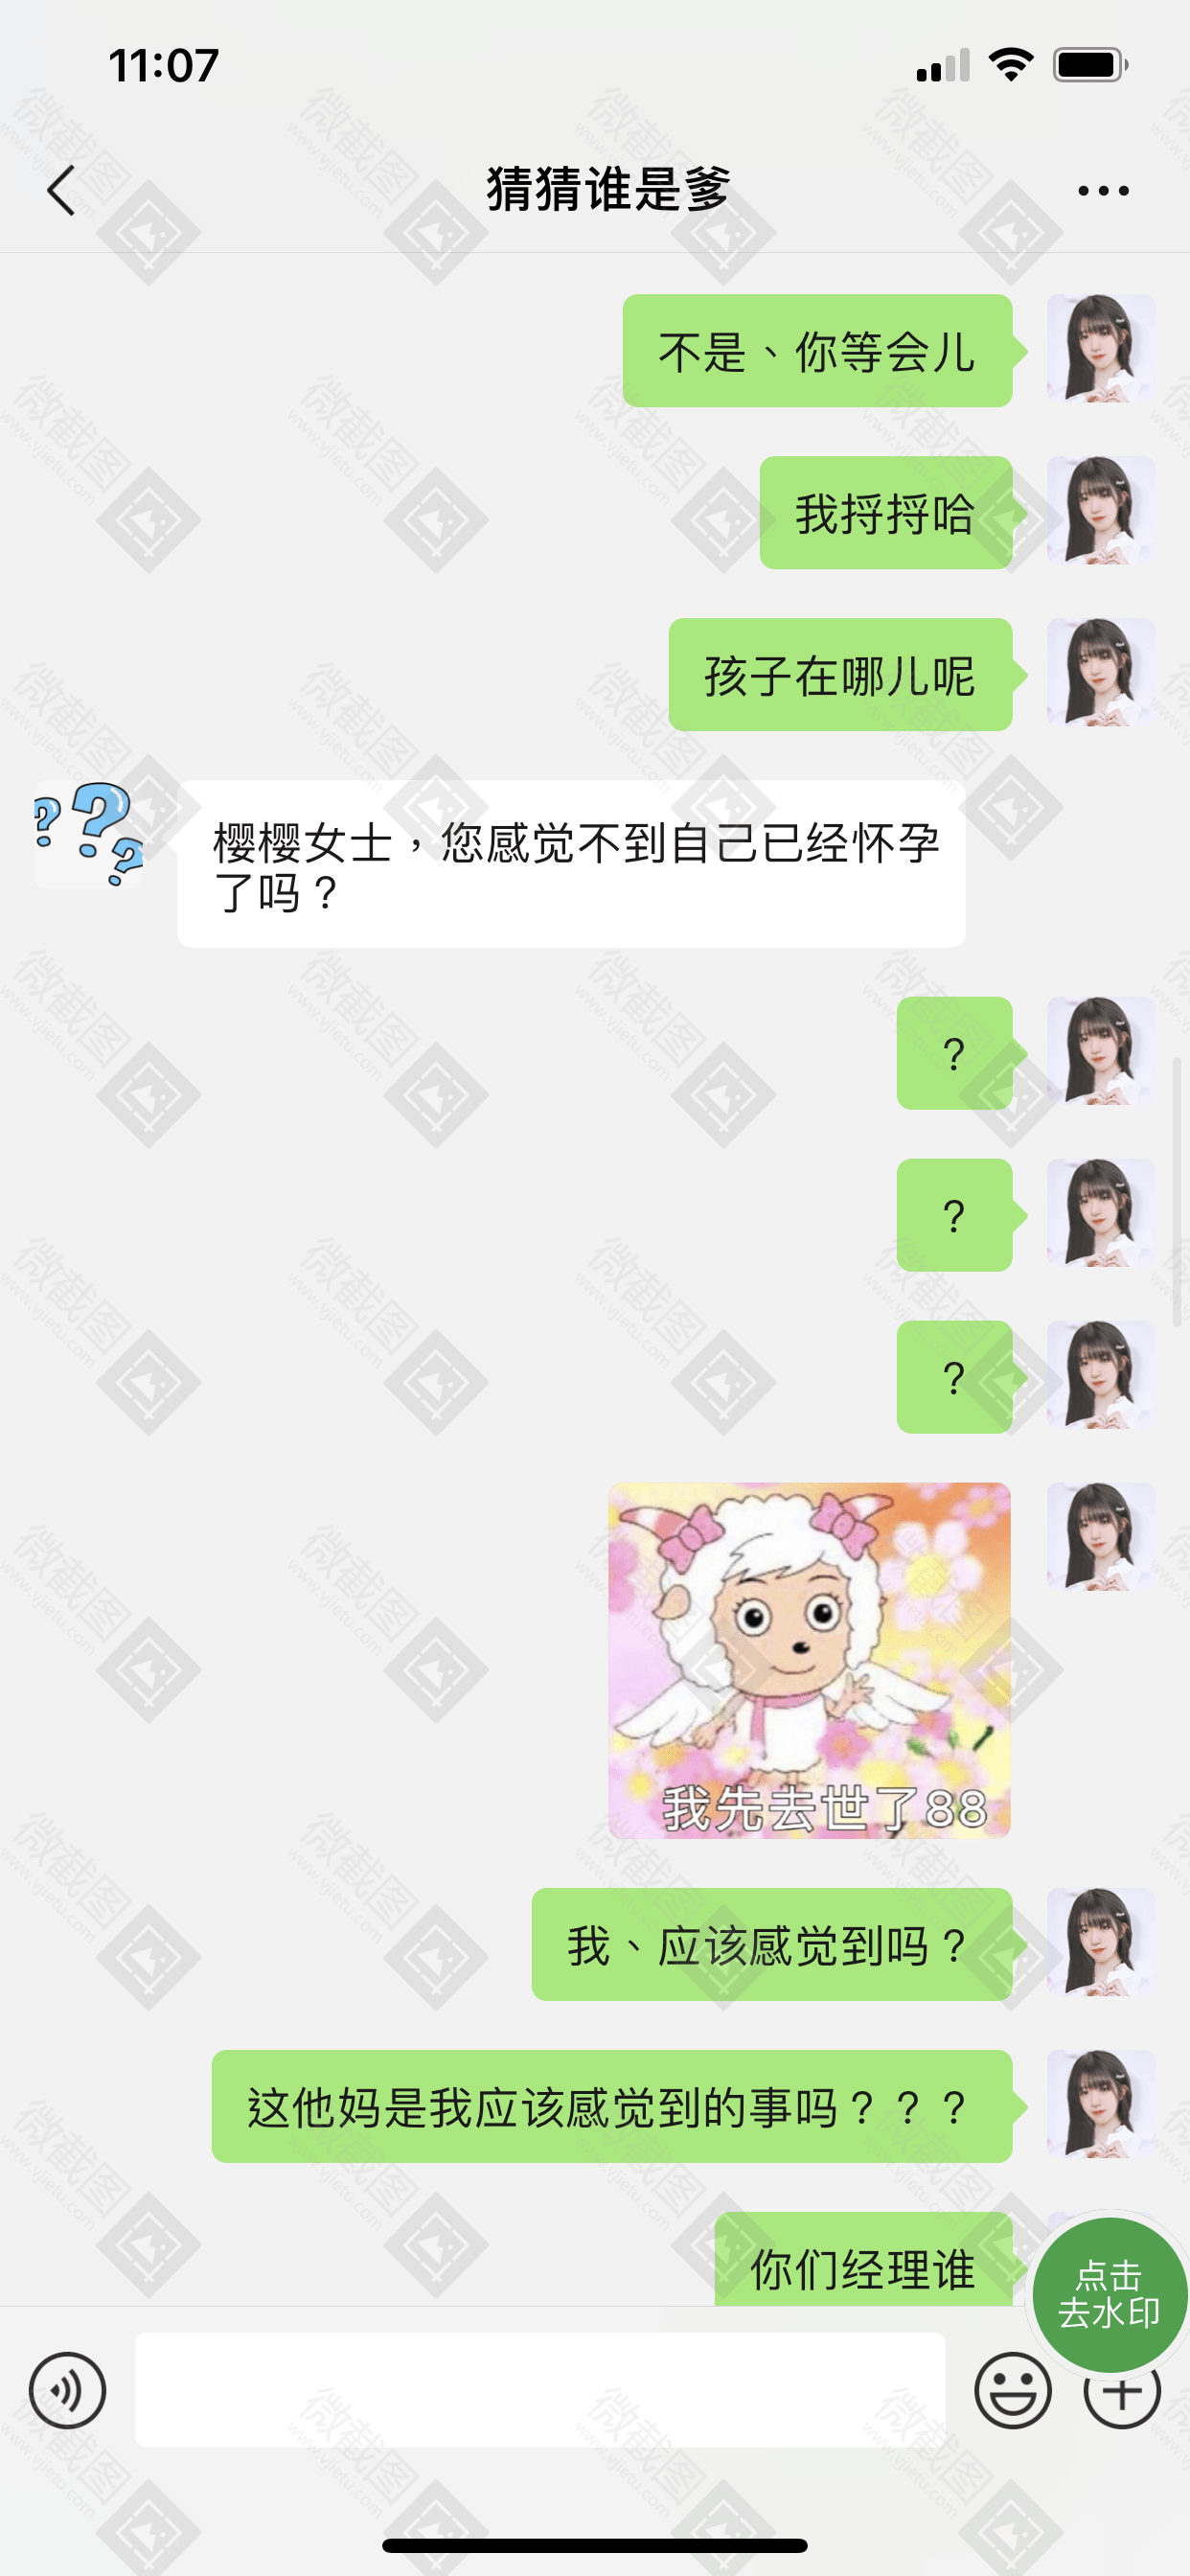 11:07
猜猜谁是爹
不是、你等会儿
我捋捋哈
孩子在哪儿呢
樱樱女士，您感觉不到自己已经怀孕
了吗？
？
？
？
我先去世了88
我、应该感觉到吗？
这他妈是我应该感觉到的事吗？？？
你们经理谁
点击
去水印
微截图
www.vjietu.com